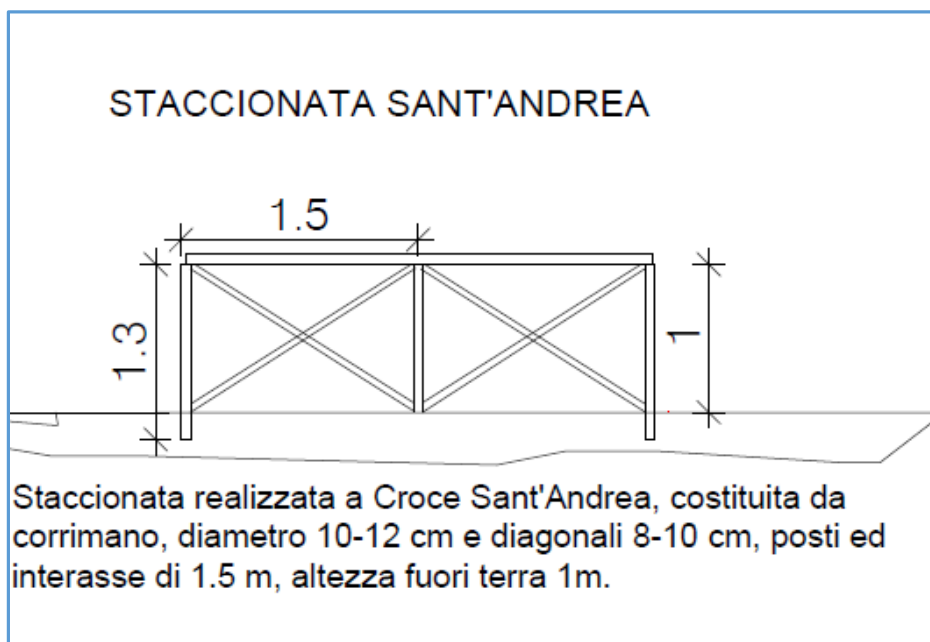 STACCIONATA SANT'ANDREA
1.5
1.3
1
Staccionata realizzata a Croce Sant'Andrea, costituita da
corrimano, diametro 10-12 cm e diagonali 8-10 cm, posti ed
interasse di 1.5 m, altezza fuori terra 1m.